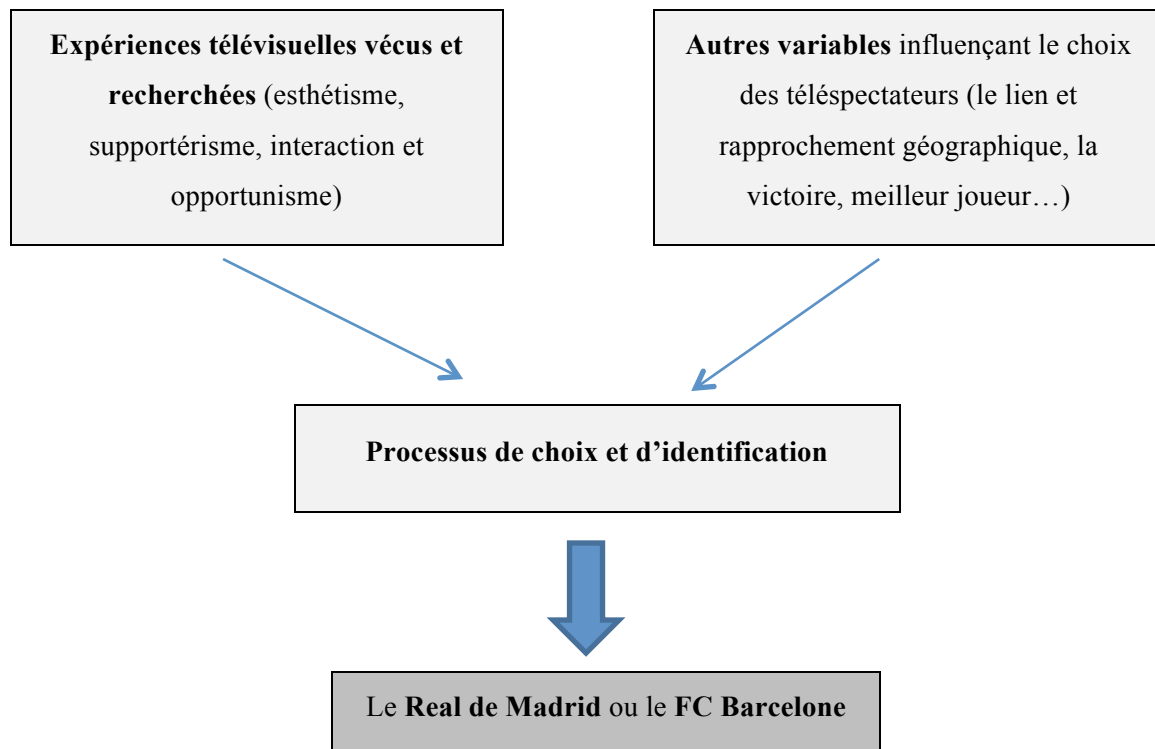 Expériences télévisuelles vécus et
recherchées (esthétisme,
supportérisme, interaction et
opportunisme)
Autres variables influençant le choix
des téléspectateurs (le lien et
rapprochement géographique, la
victoire, meilleur joueur…)
Processus de choix et d’identification
Le Real de Madrid ou le FC Barcelone